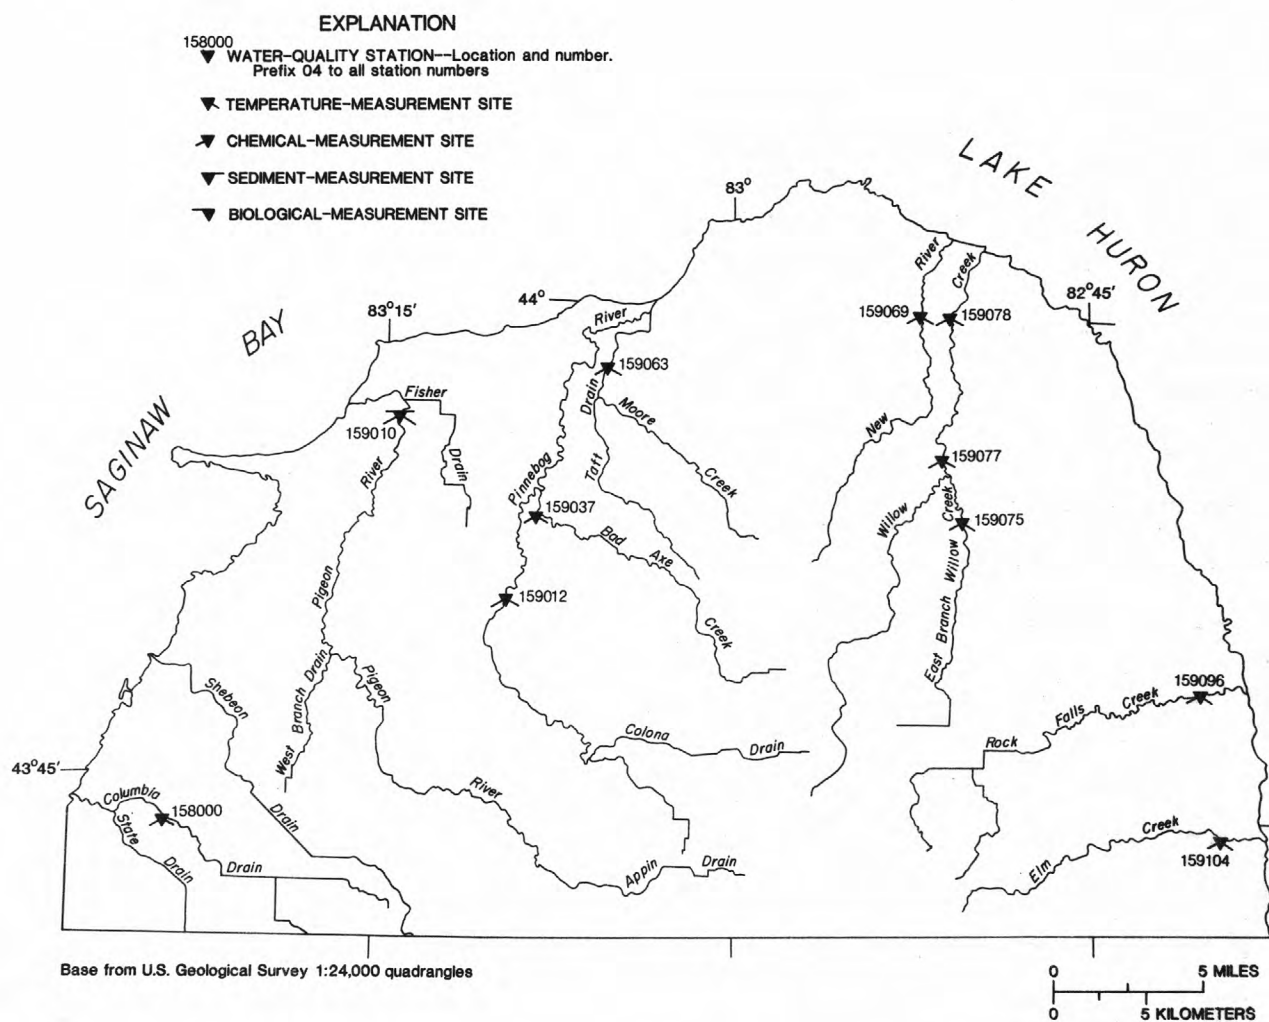 EXPLANATION
158000
WATER-QUALITY STATION--Location and number.
Prefix 04 to all station numbers
TEMPERATURE-MEASUREMENT SITE
CHEMICAL-MEASUREMENT SITE
SEDIMENT-MEASUREMENT SITE
BIOLOGICAL-MEASUREMENT SITE
LAKE HURON
SAGINAW BAY
83°
44°
83°15'
82°45'
43°45'
River
Creek
159069
159078
River
159063
Drain
Moore
Creek
Taft
Fisher
Drain
159010
River
Pigeon
Pinnebog
159037
Bad Axe
Creek
159012
New
159077
Willow
Creek
159075
East Branch Willow
West Branch Drain
Pigeon
River
Shebeon
Drain
Colona Drain
Appin Drain
Rock Falls Creek
159096
Elm Creek
159104
Columbia
158000
State
Drain
Drain
Base from U.S. Geological Survey 1:24,000 quadrangles
0 5 MILES
0 5 KILOMETERS